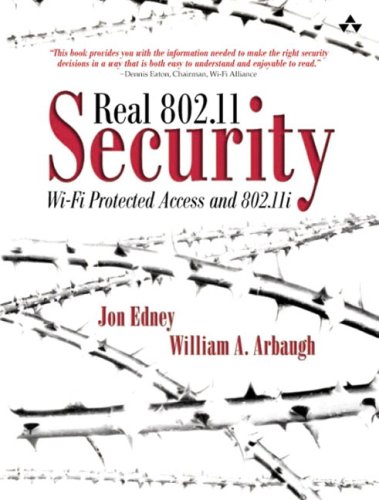 "This book provides you with the information needed to make the right security
decisions in a way that is both easy to understand and enjoyable to read."
–Dennis Eaton, Chairman, Wi-Fi Alliance
Real 802.11
Security
Wi-Fi Protected Access and 802.11i
Jon Edney
William A. Arbaugh